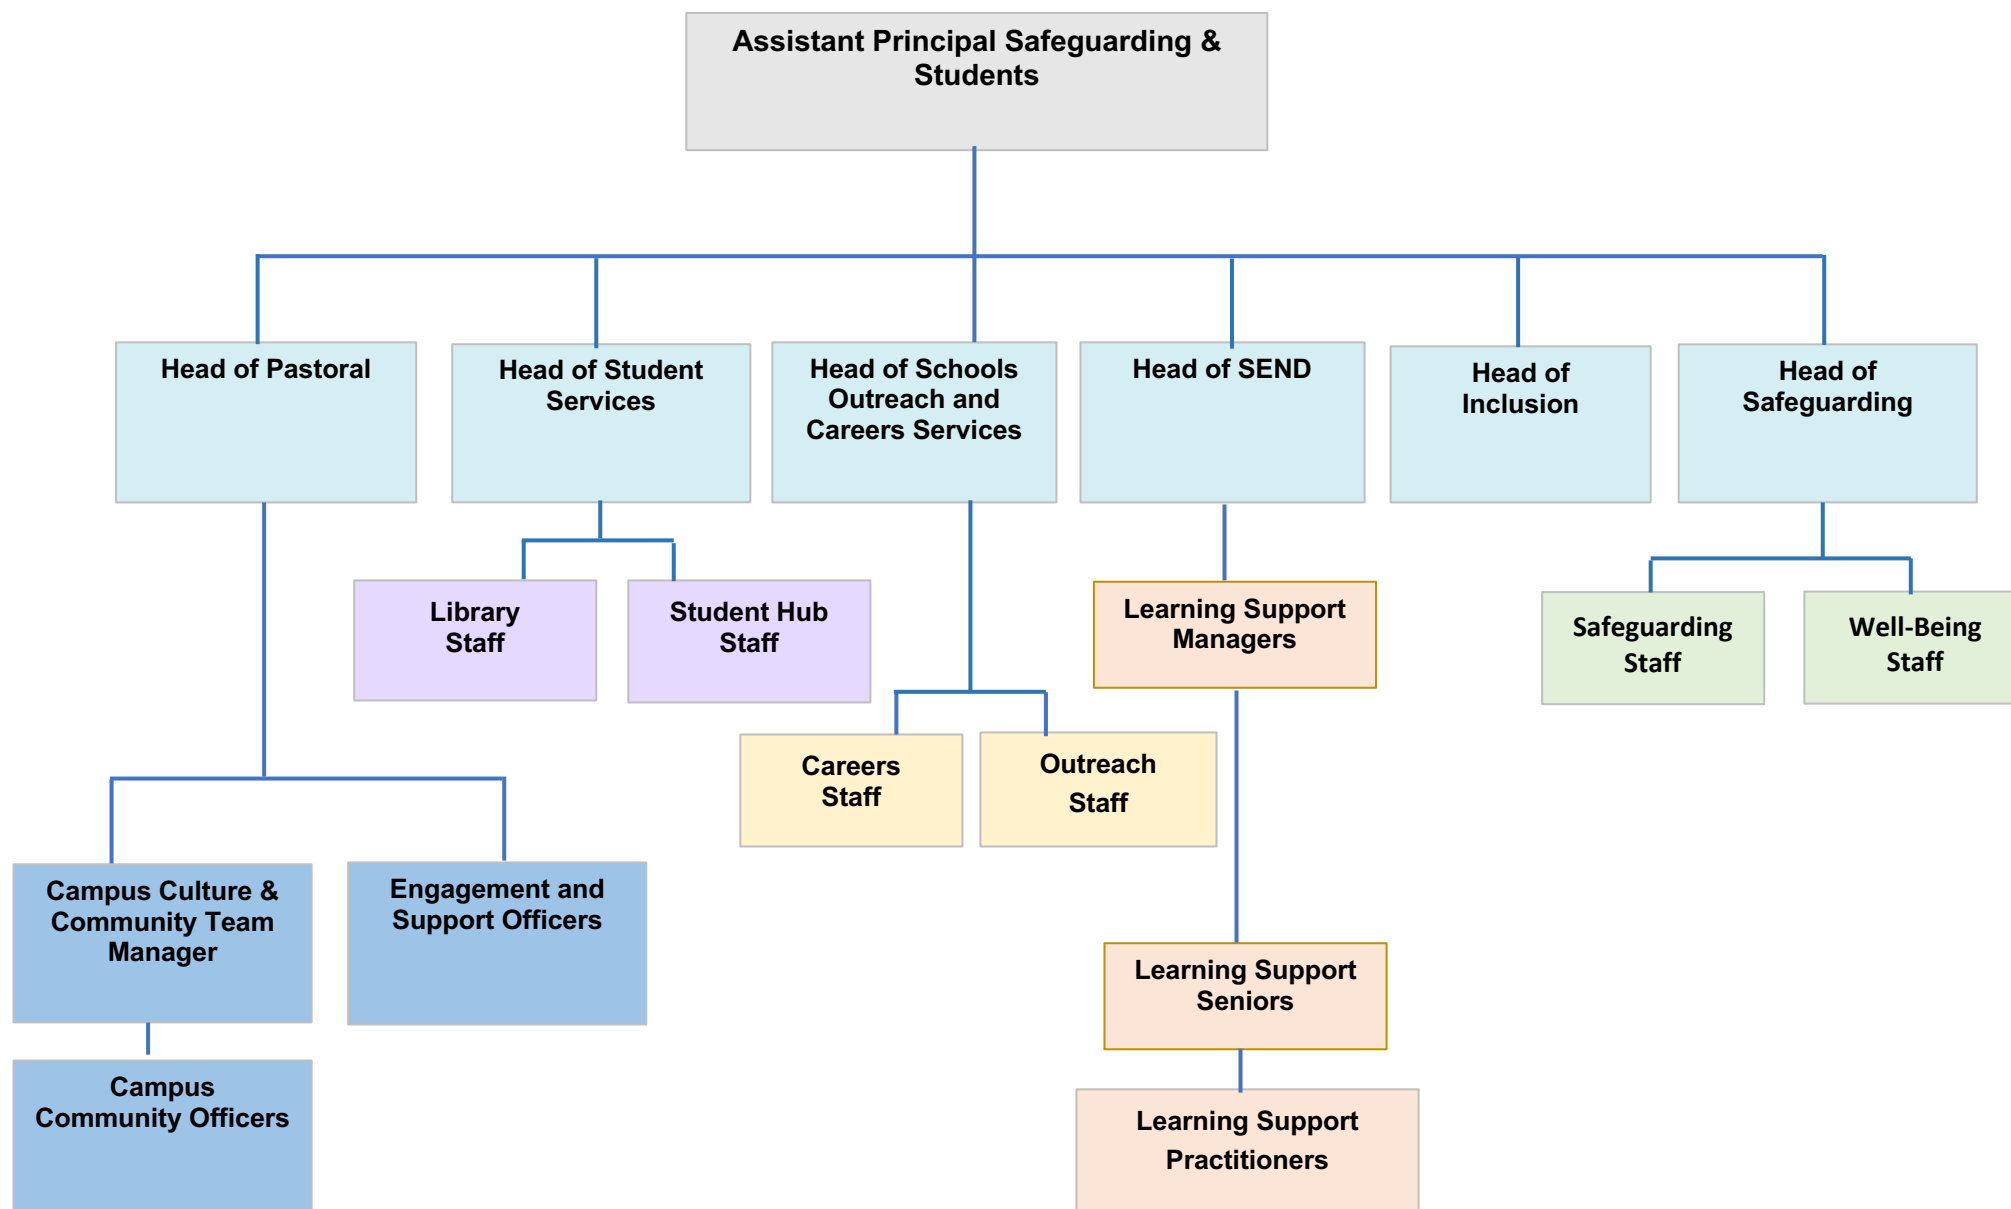 Assistant Principal Safeguarding &
Students
Head of Pastoral
Head of Student
Services
Head of Schools
Outreach and
Careers Services
Head of SEND
Head of
Inclusion
Head of
Safeguarding
Library
Staff
Student Hub
Staff
Learning Support
Managers
Safeguarding
Staff
Well-Being
Staff
Careers
Staff
Outreach
Staff
Campus Culture &
Community Team
Manager
Engagement and
Support Officers
Learning Support
Seniors
Campus
Community Officers
Learning Support
Practitioners